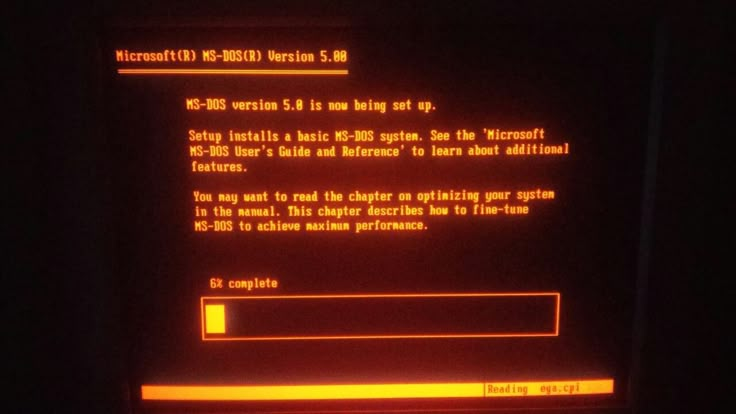 Microsoft(R) MS-DOS(R) Version 5.00
MS-DOS version 5.0 is now being set up.
Setup installs a basic MS-DOS system. See the 'Microsoft
MS-DOS User's Guide and Reference' to learn about additional
features.
You may want to read the chapter on optimizing your system
in the manual. This chapter describes how to fine-tune
MS-DOS to achieve maximum performance.
6% complete
Reading ega.cpi